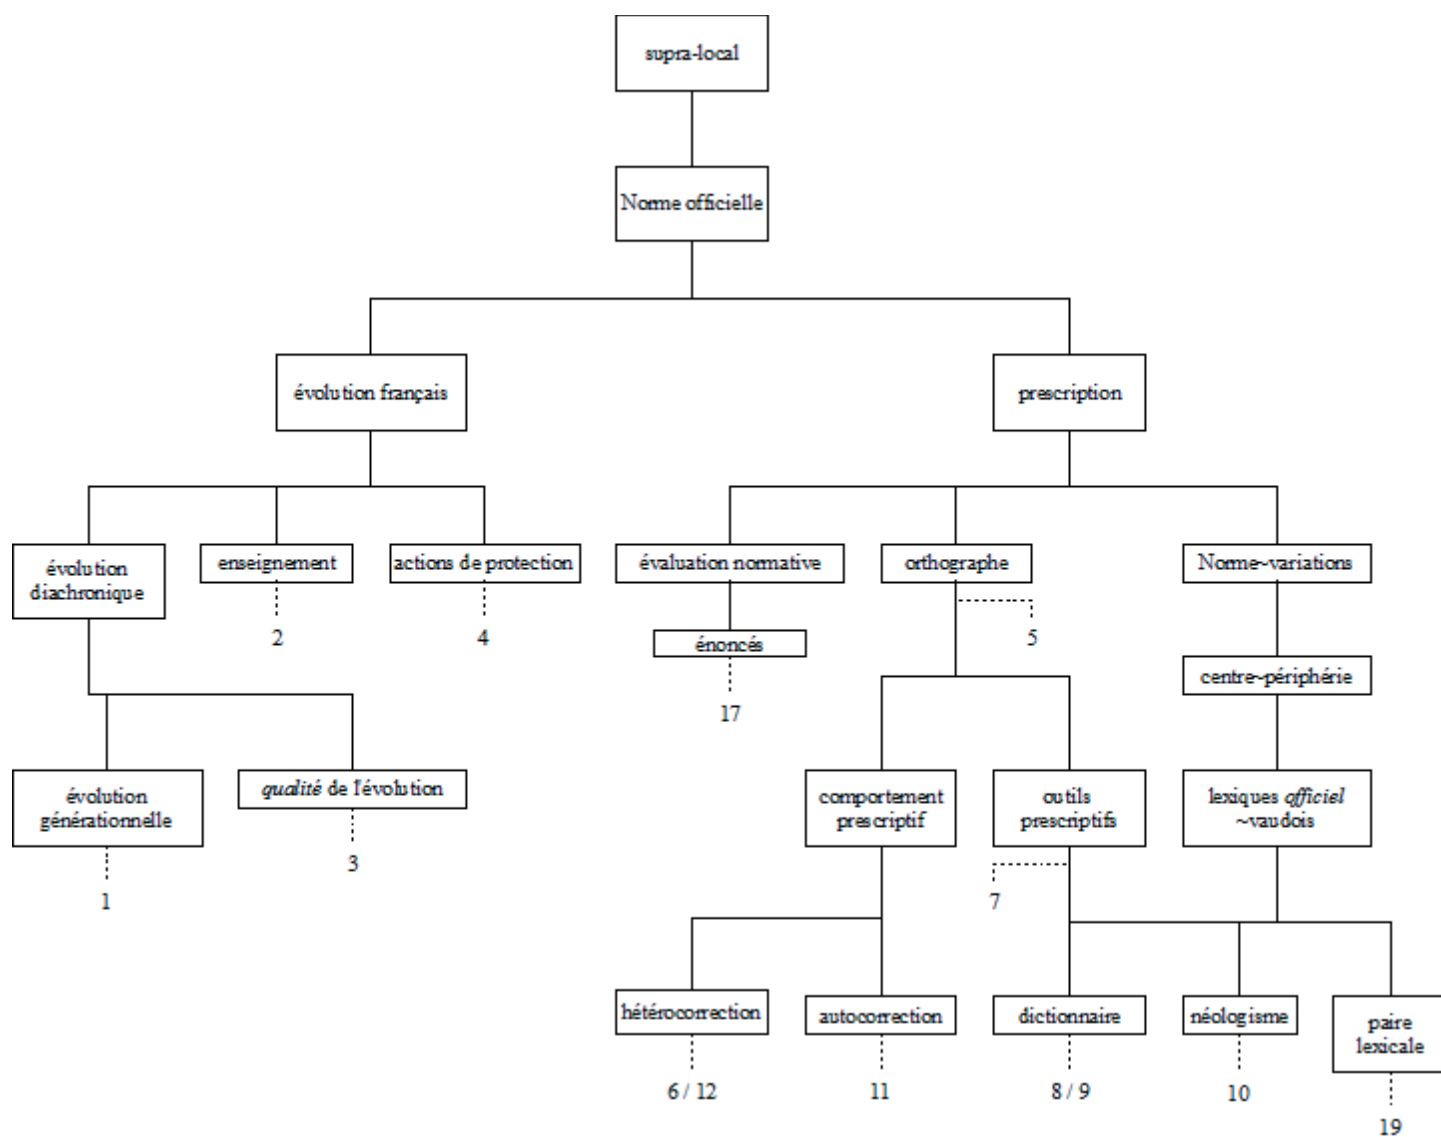 supra-local
Norme officielle
évolution français
prescription
évolution
diachronique
enseignement
actions de protection
évaluation normative
orthographe
Norme~variations
2
4
énoncés
5
centre~périphérie
17
évolution
générationnelle
qualité de l'évolution
comportement
prescriptif
outils
prescriptifs
lexiques officiel
~vaudois
3
1
7
hétérocorrection
autocorrection
dictionnaire
néologisme
paire
lexicale
6 / 12
11
8 / 9
10
19